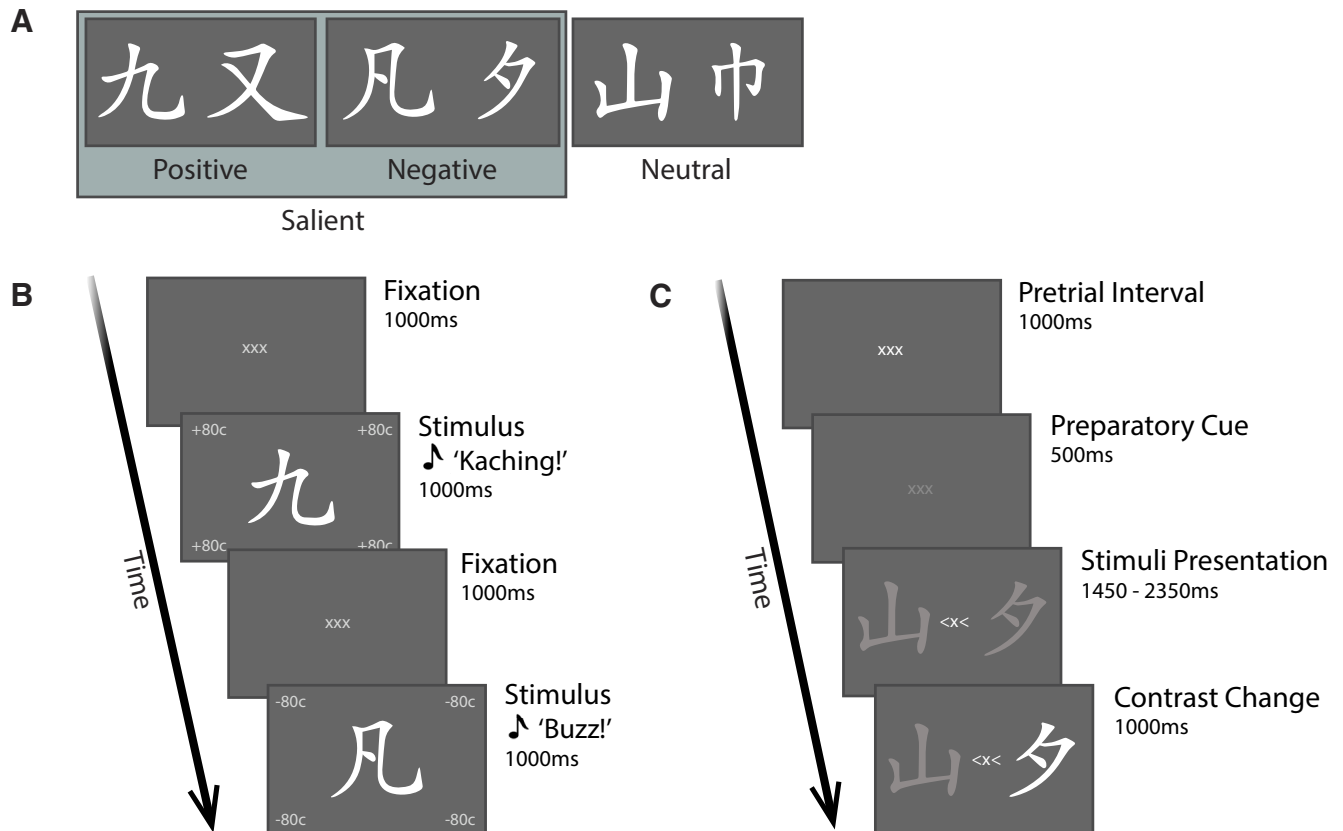 A
九 又
凡 夕
山 巾
Positive
Negative
Neutral
Salient
B
Time
xxx
Fixation
1000ms
+80c +80c
九
+80c +80c
Stimulus
♪ ‘Kaching!’
1000ms
xxx
Fixation
1000ms
-80c -80c
凡
-80c -80c
Stimulus
♪ ‘Buzz!’
1000ms
C
Time
xxx
Pretrial Interval
1000ms
xxx
Preparatory Cue
500ms
山 <x< 夕
Stimuli Presentation
1450 - 2350ms
山 <x< 夕
Contrast Change
1000ms